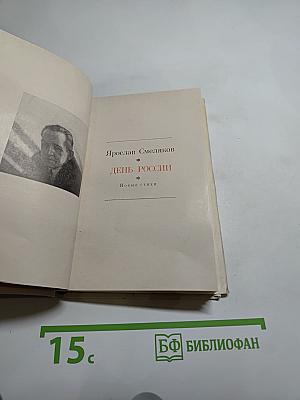 Ярослав Смеляков
ДЕНЬ РОССИИ
Новые стихи
15с
БФ БИБЛИОФАН